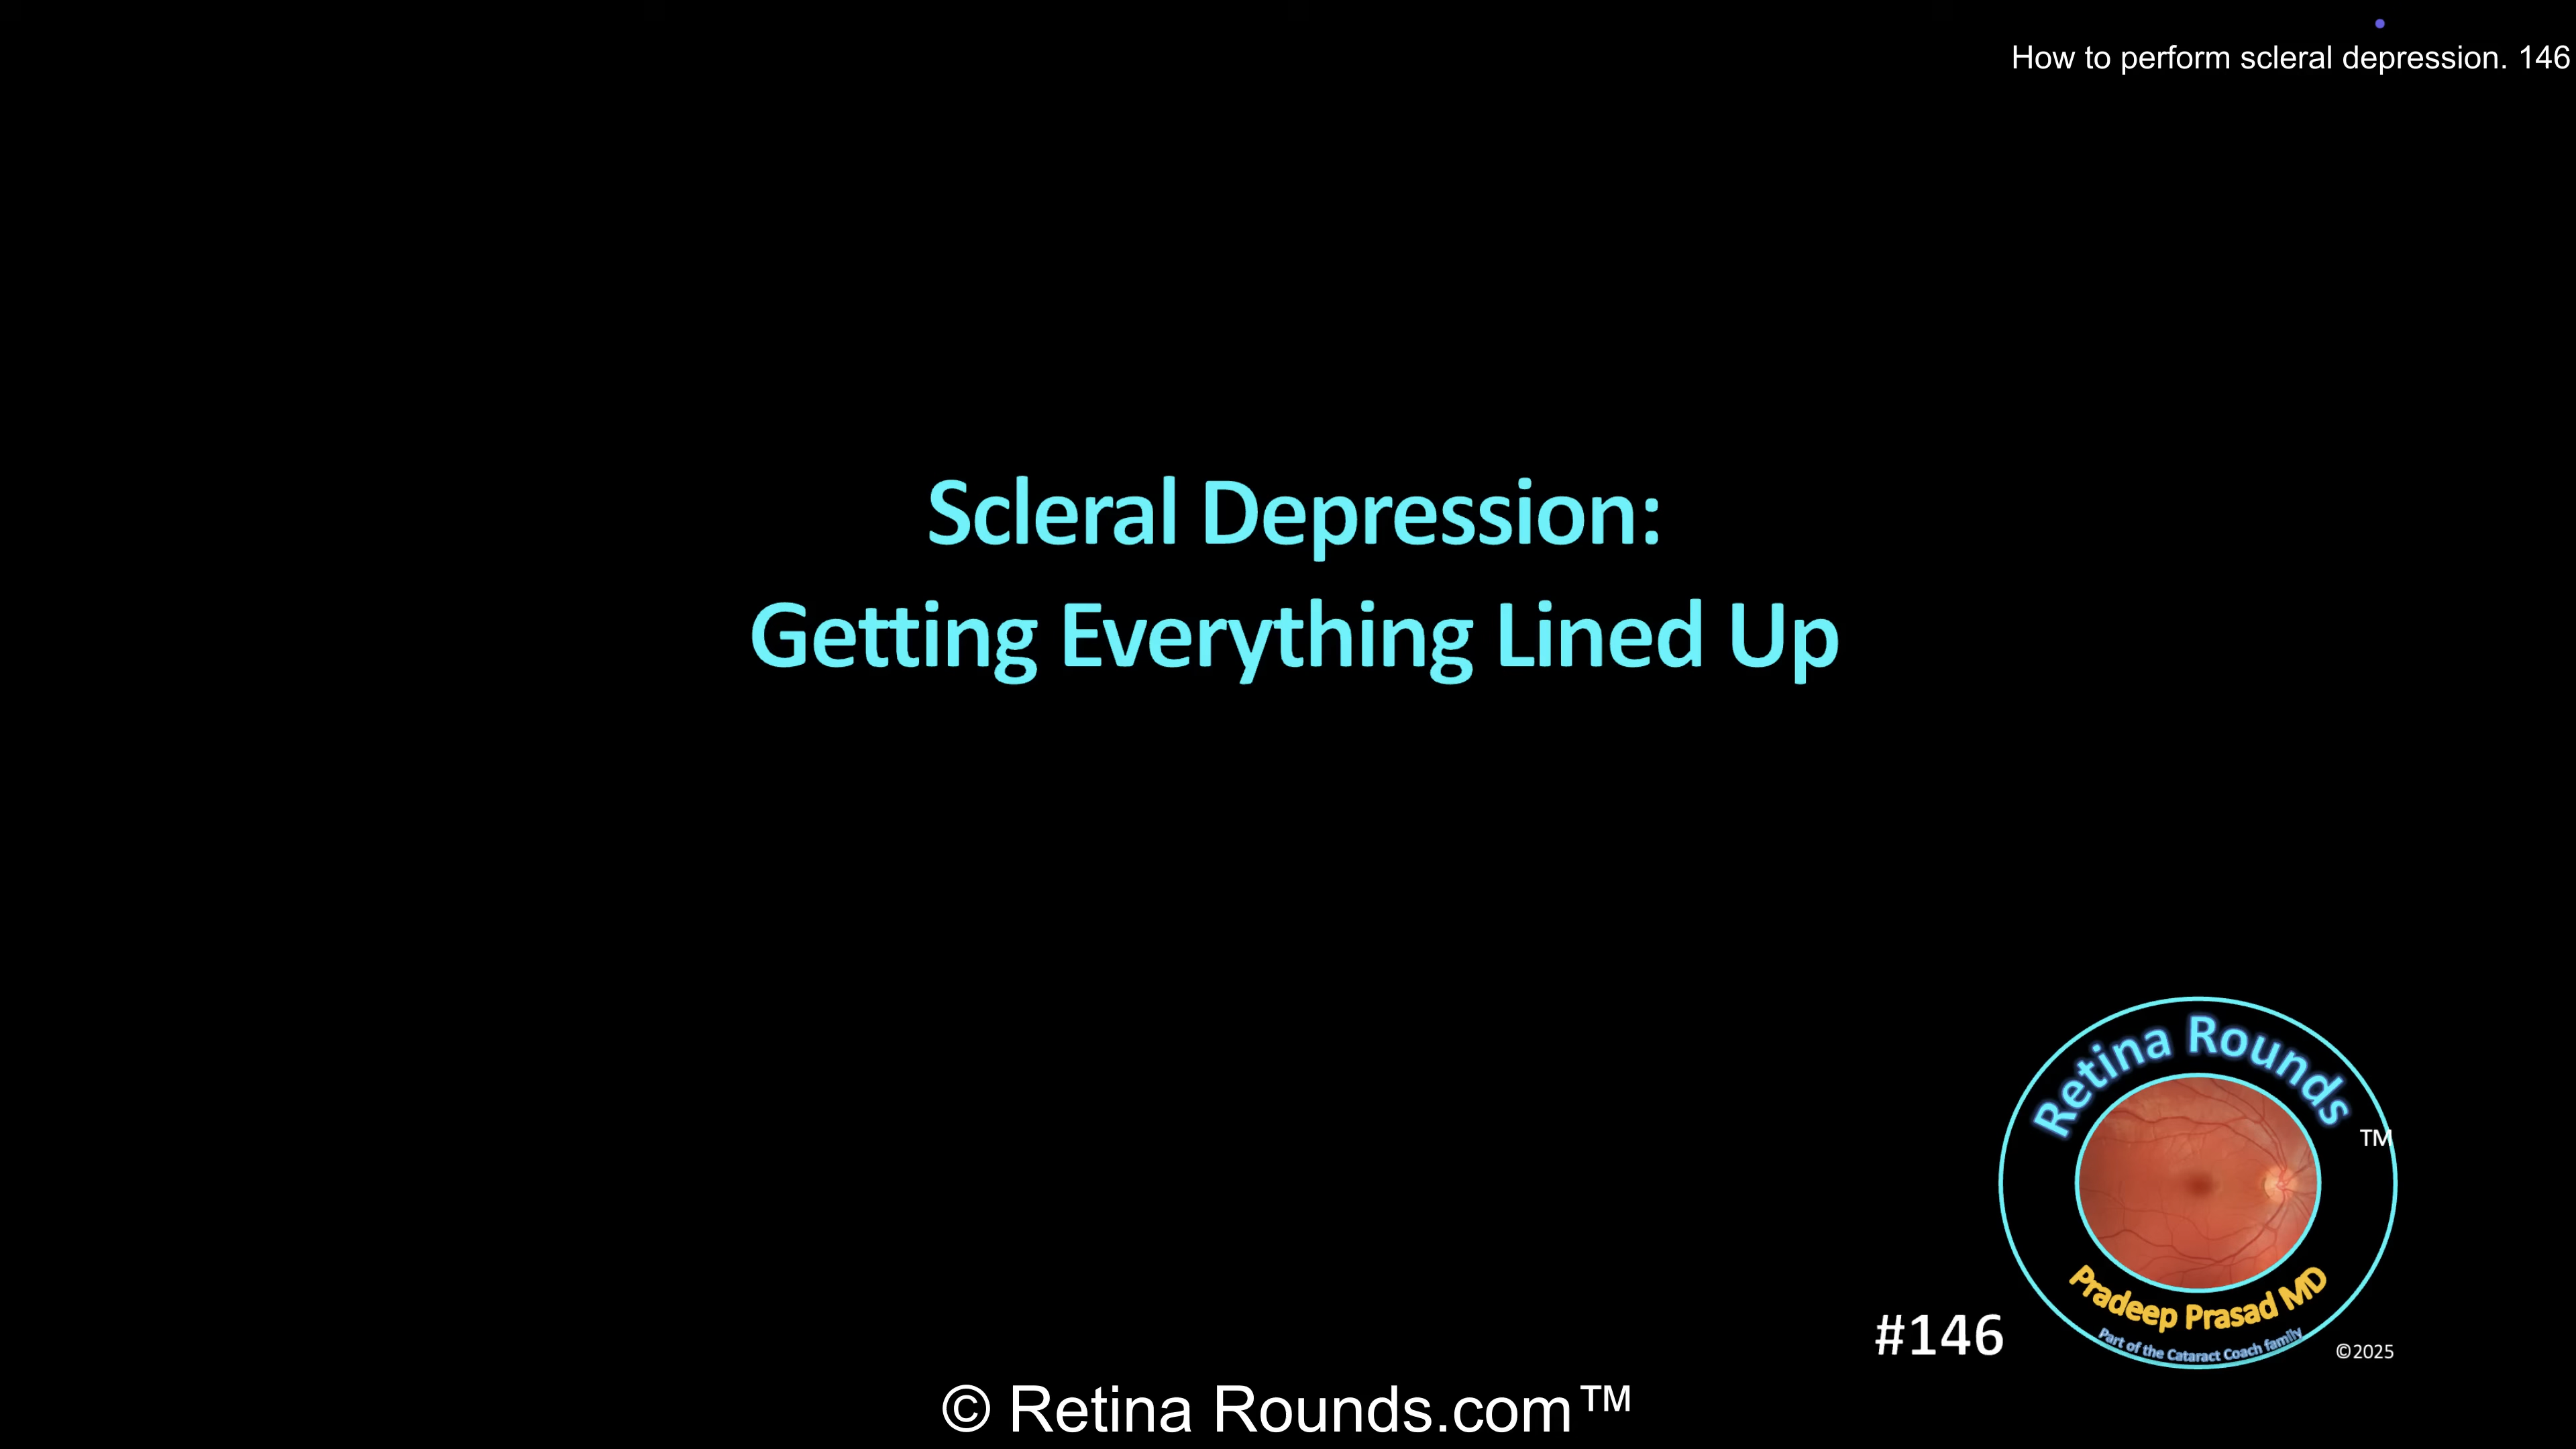 How to perform scleral depression. 146
Scleral Depression:
Getting Everything Lined Up
Retina Rounds
TM
Pradeep Prasad MD
Part of the Cataract Coach family
#146
©2025
© Retina Rounds.com™